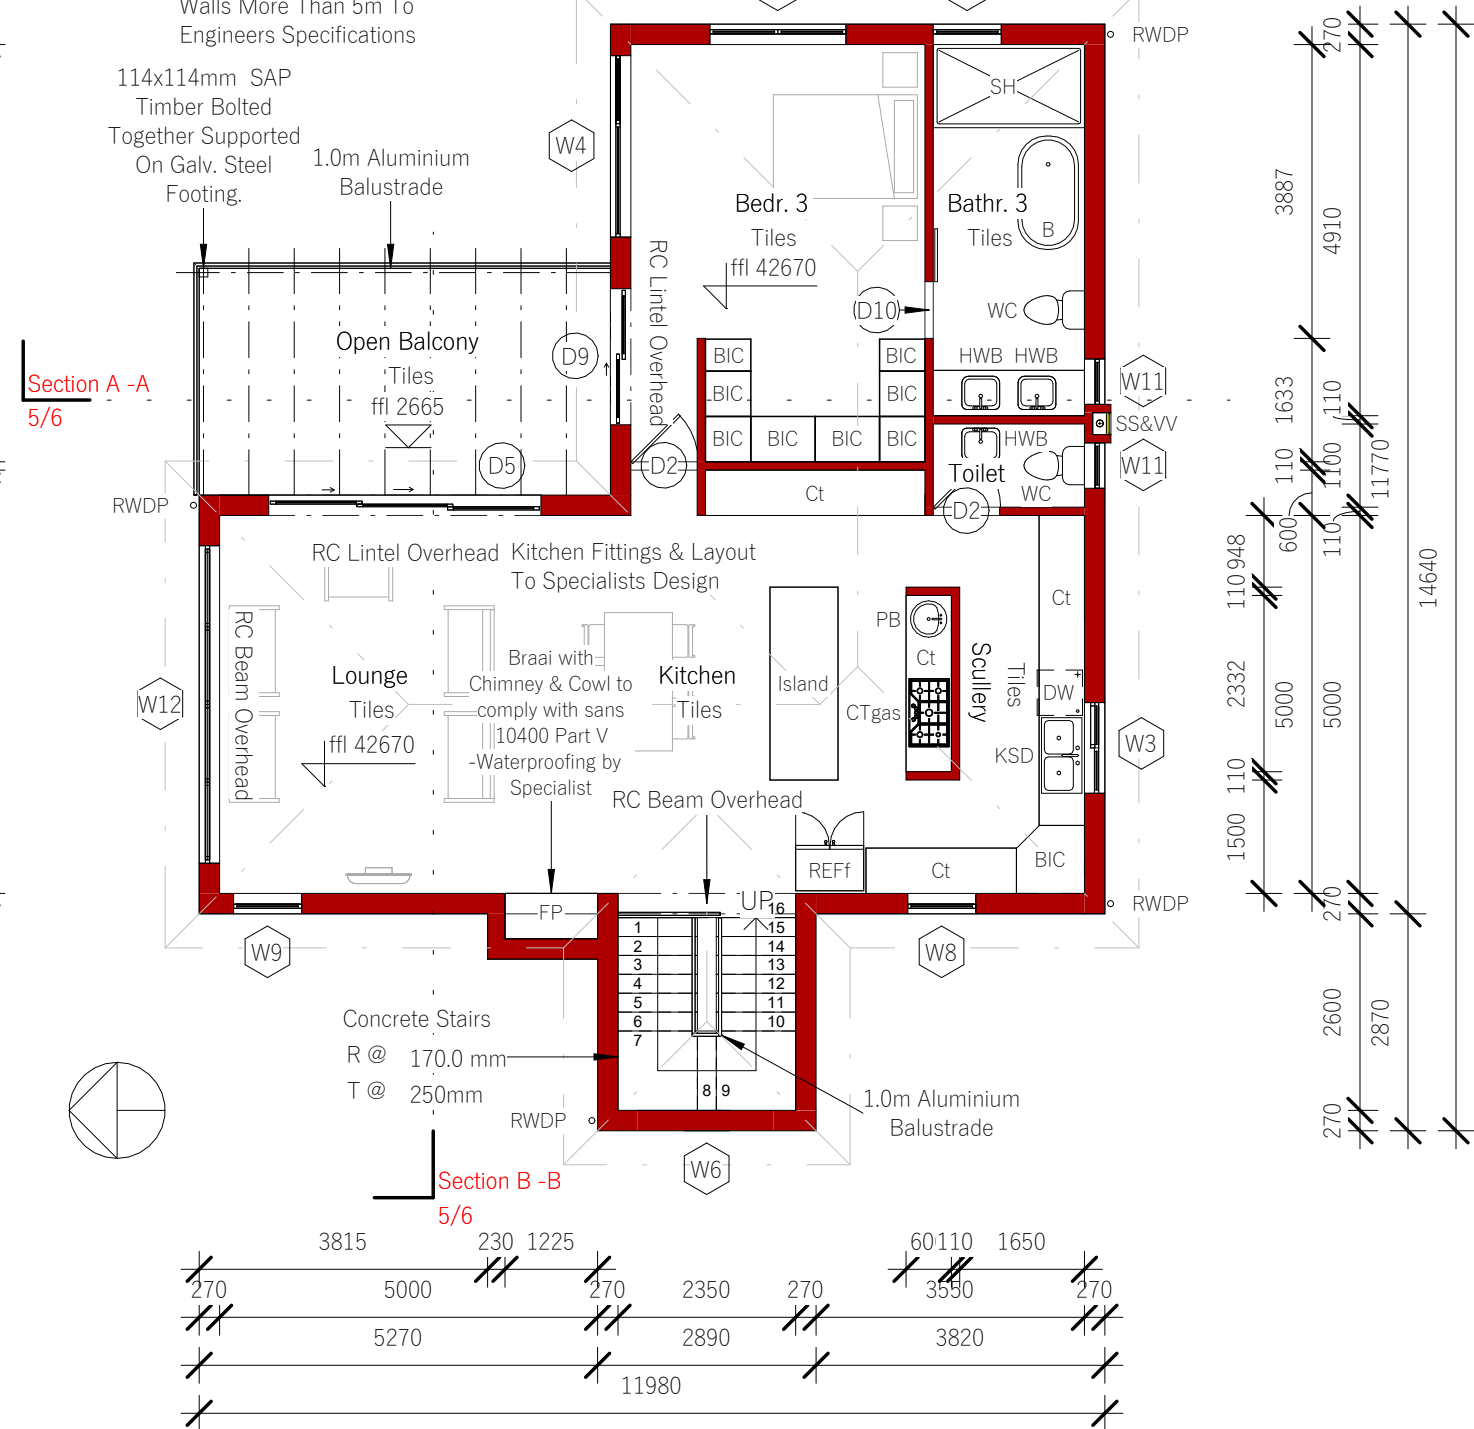 Walls More Than 5m To
Engineers Specifications
114x114mm SAP
Timber Bolted
Together Supported
On Galv. Steel
Footing.
1.0m Aluminium
Balustrade
W4
RWDP
SH
Bedr. 3
Tiles
ffl 42670
Bathr. 3
Tiles
B
RC Lintel Overhead
D10
WC
Open Balcony
Tiles
ffl 2665
D9
Section A -A
5/6
BIC
BIC
BIC
BIC
BIC
BIC
BIC
BIC
HWB HWB
W11
SS&VV
D5
D2
Toilet
HWB
WC
W11
D2
RWDP
Ct
RC Lintel Overhead
Kitchen Fittings & Layout
To Specialists Design
RC Beam Overhead
W12
Lounge
Tiles
ffl 42670
Braai with
Chimney & Cowl to
comply with sans
10400 Part V
-Waterproofing by
Specialist
Kitchen
Tiles
Island
PB
Ct
CTgas
Scullery
Tiles
Ct
DW
KSD
W3
RC Beam Overhead
REFf
Ct
BIC
RWDP
FP
UP
W9
W8
1
2
3
4
5
6
7
8
9
10
11
12
13
14
15
16
Concrete Stairs
R @ 170.0 mm
T @ 250mm
RWDP
1.0m Aluminium
Balustrade
W6
Section B -B
5/6
3815 230 1225 110 1650
270 5000 270 2350 270 3550 270
5270 2890 3820
11980
270
3887
4910
1633
110
110
1100
11770
600
110
948
110
14640
2332
5000
5000
110
1500
270
2600
2870
270